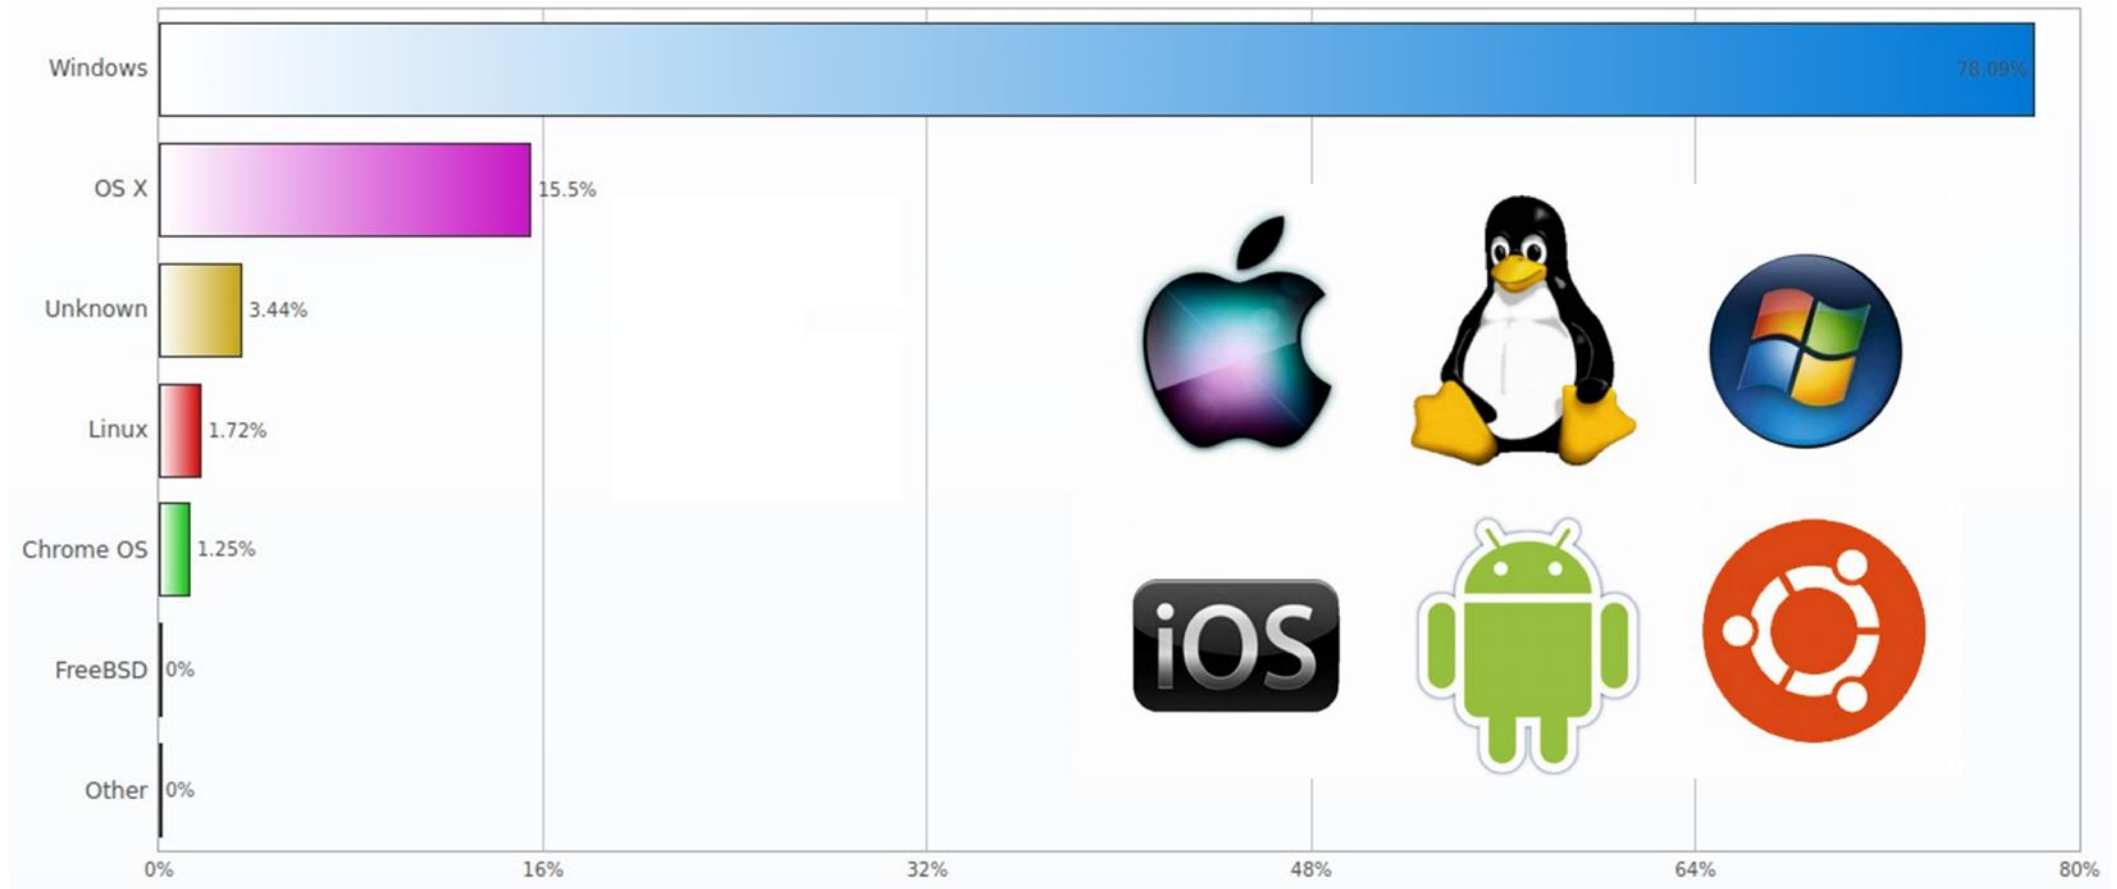 Windows 78.09%
OS X 15.5%
Unknown 3.44%
Linux 1.72%
Chrome OS 1.25%
FreeBSD 0%
Other 0%
iOS
0% 16% 32% 48% 64% 80%